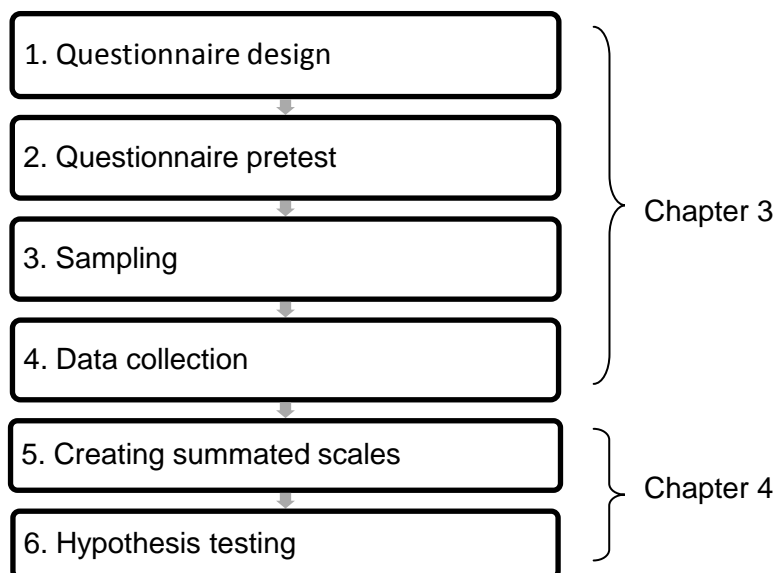 1. Questionnaire design
2. Questionnaire pretest
3. Sampling
4. Data collection
Chapter 3
5. Creating summated scales
6. Hypothesis testing
Chapter 4